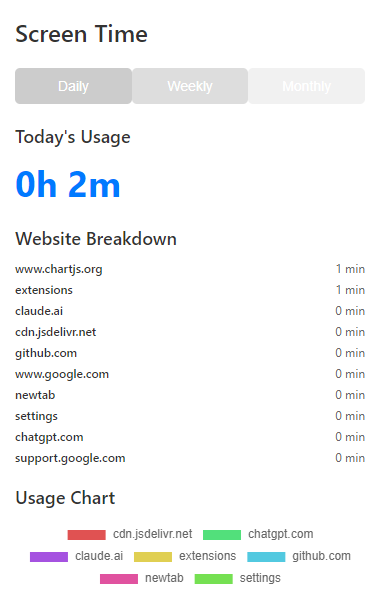 Screen Time
Daily Weekly Monthly
Today's Usage
0h 2m
Website Breakdown
www.chartjs.org 1 min
extensions 1 min
claude.ai 0 min
cdn.jsdelivr.net 0 min
github.com 0 min
www.google.com 0 min
newtab 0 min
settings 0 min
chatgpt.com 0 min
support.google.com 0 min
Usage Chart
cdn.jsdelivr.net chatgpt.com
claude.ai extensions github.com
newtab settings